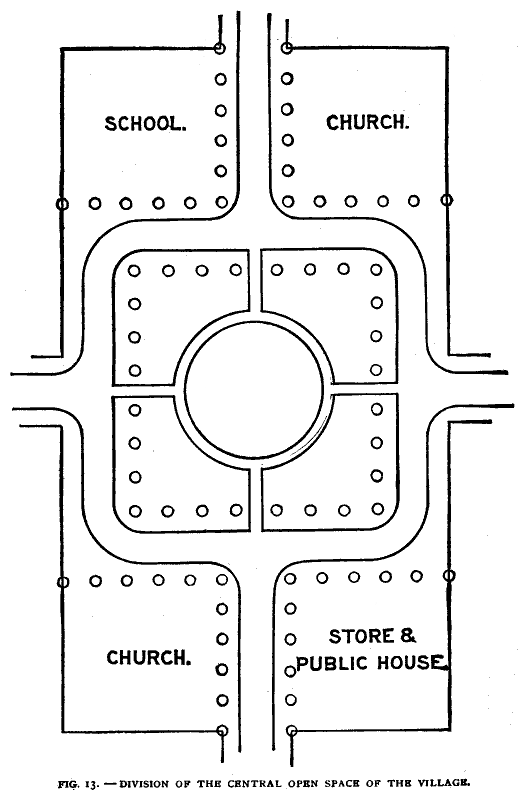 SCHOOL.
CHURCH.
CHURCH.
STORE &
PUBLIC HOUSE.
FIG. 13. — DIVISION OF THE CENTRAL OPEN SPACE OF THE VILLAGE.